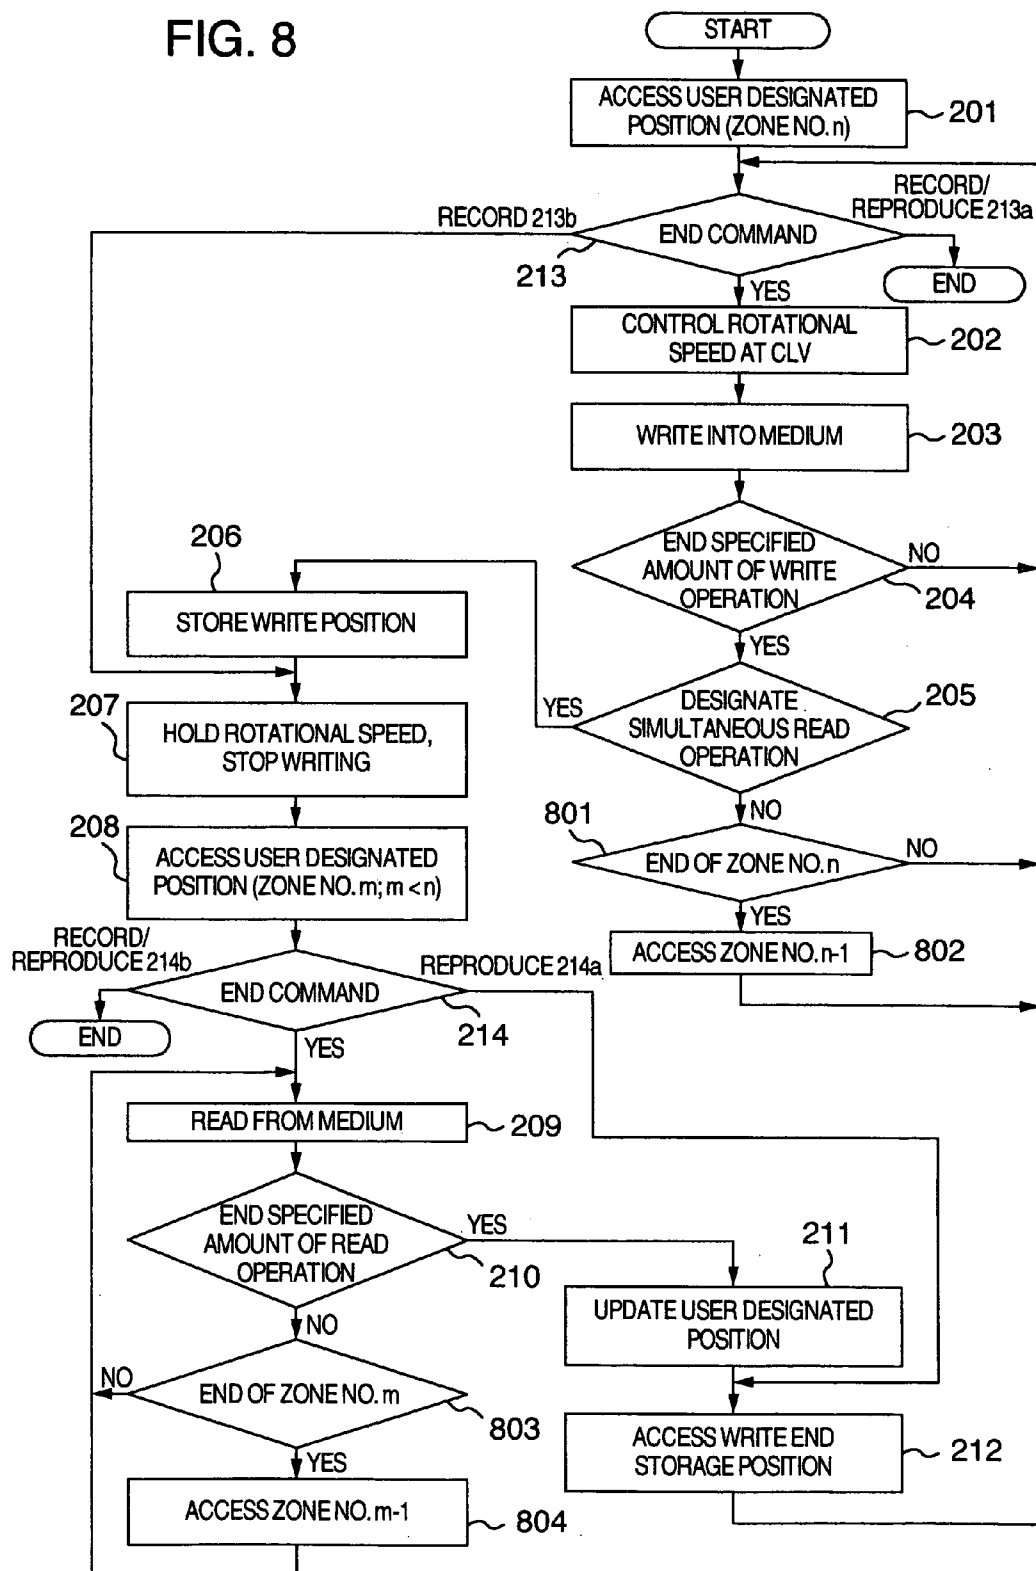 FIG. 8
START
ACCESS USER DESIGNATED
POSITION (ZONE NO. n)
201
RECORD 213b
RECORD/
REPRODUCE 213a
END COMMAND
213
END
YES
CONTROL ROTATIONAL
SPEED AT CLV
202
WRITE INTO MEDIUM
203
END SPECIFIED
AMOUNT OF WRITE
OPERATION
NO
204
YES
206
STORE WRITE POSITION
DESIGNATE
SIMULTANEOUS READ
OPERATION
205
YES
NO
207
HOLD ROTATIONAL SPEED,
STOP WRITING
801
END OF ZONE NO. n
NO
YES
208
ACCESS USER DESIGNATED
POSITION (ZONE NO. m; m < n)
ACCESS ZONE NO. n-1
802
RECORD/
REPRODUCE 214b
REPRODUCE 214a
END COMMAND
214
END
YES
READ FROM MEDIUM
209
END SPECIFIED
AMOUNT OF READ
OPERATION
YES
210
NO
211
UPDATE USER DESIGNATED
POSITION
NO
END OF ZONE NO. m
803
YES
ACCESS WRITE END
STORAGE POSITION
212
ACCESS ZONE NO. m-1
804